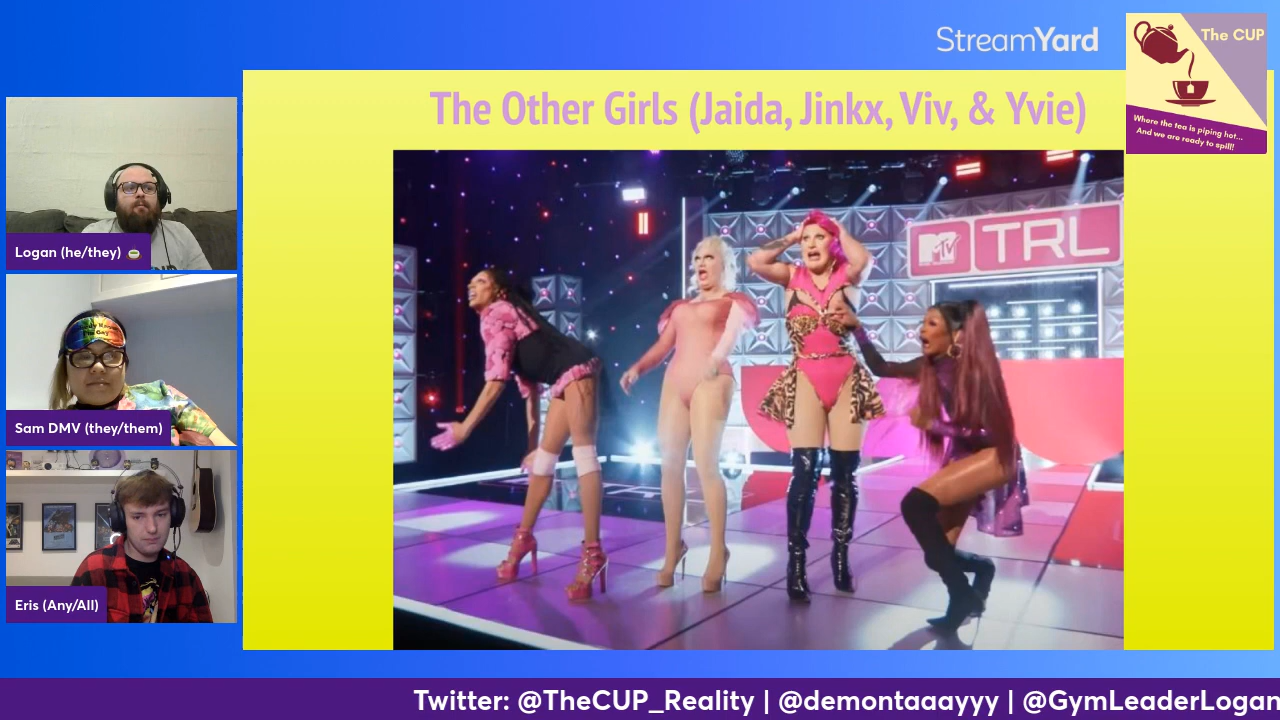 StreamYard
The CUP
Where the tea is piping hot...
And we are ready to spill!
The Other Girls (Jaida, Jinkx, Viv, & Yvie)
MTV
TRL
Logan (he/they)
Sam DMV (they/them)
Eris (Any/All)
Twitter: @TheCUP_Reality | @demontaaayyy | @GymLeaderLogan